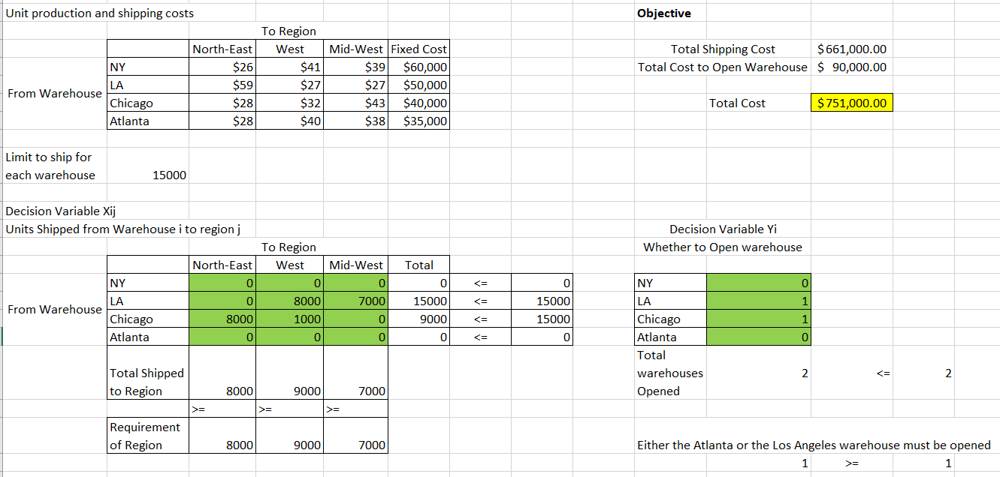 Unit production and shipping costs Objective
To Region
North-East West Mid-West Fixed Cost Total Shipping Cost $661,000.00
NY $26 $41 $39 $60,000 Total Cost to Open Warehouse $ 90,000.00
LA $59 $27 $27 $50,000
From Warehouse
Chicago $28 $32 $43 $40,000 Total Cost $751,000.00
Atlanta $28 $40 $38 $35,000
Limit to ship for
each warehouse 15000
Decision Variable Xij
Units Shipped from Warehouse i to region j Decision Variable Yi
To Region Whether to Open warehouse
North-East West Mid-West Total
NY 0 0 0 0 <= 0 NY 0
LA 0 8000 7000 15000 <= 15000 LA 1
From Warehouse
Chicago 8000 1000 0 9000 <= 15000 Chicago 1
Atlanta 0 0 0 0 <= 0 Atlanta 0
Total
Total Shipped warehouses 2 <= 2
to Region 8000 9000 7000 Opened
>= >= >=
Requirement
of Region 8000 9000 7000 Either the Atlanta or the Los Angeles warehouse must be opened
1 >= 1